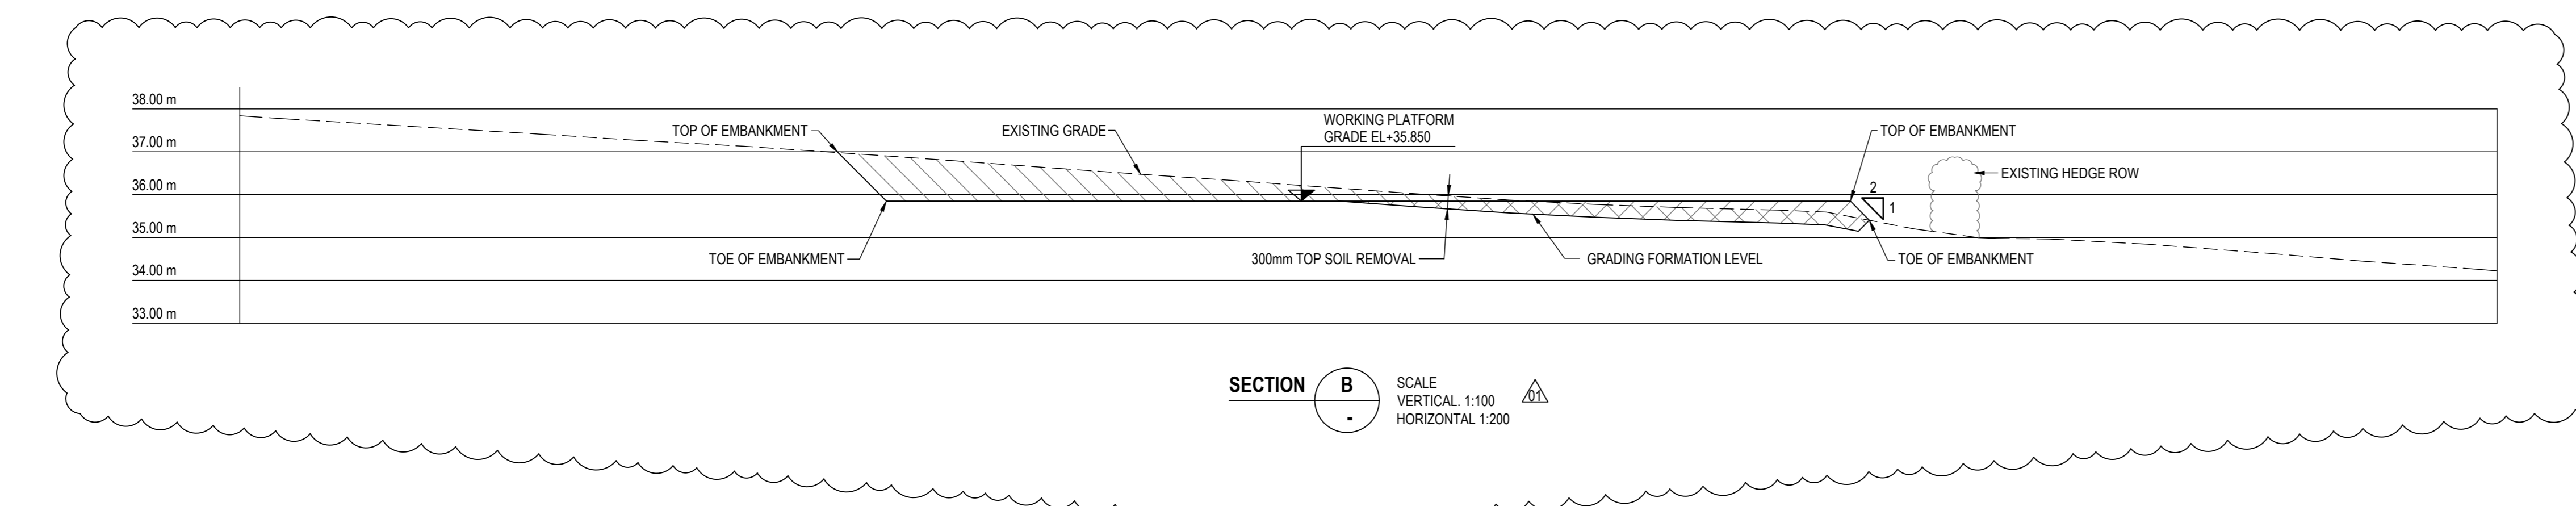 38.00 m
37.00 m
36.00 m
35.00 m
34.00 m
33.00 m
TOP OF EMBANKMENT
EXISTING GRADE
WORKING PLATFORM
GRADE EL+35.850
TOP OF EMBANKMENT
EXISTING HEDGE ROW
2
1
TOE OF EMBANKMENT
300mm TOP SOIL REMOVAL
GRADING FORMATION LEVEL
TOE OF EMBANKMENT
SECTION
B
-
SCALE
VERTICAL. 1:100
HORIZONTAL 1:200
01